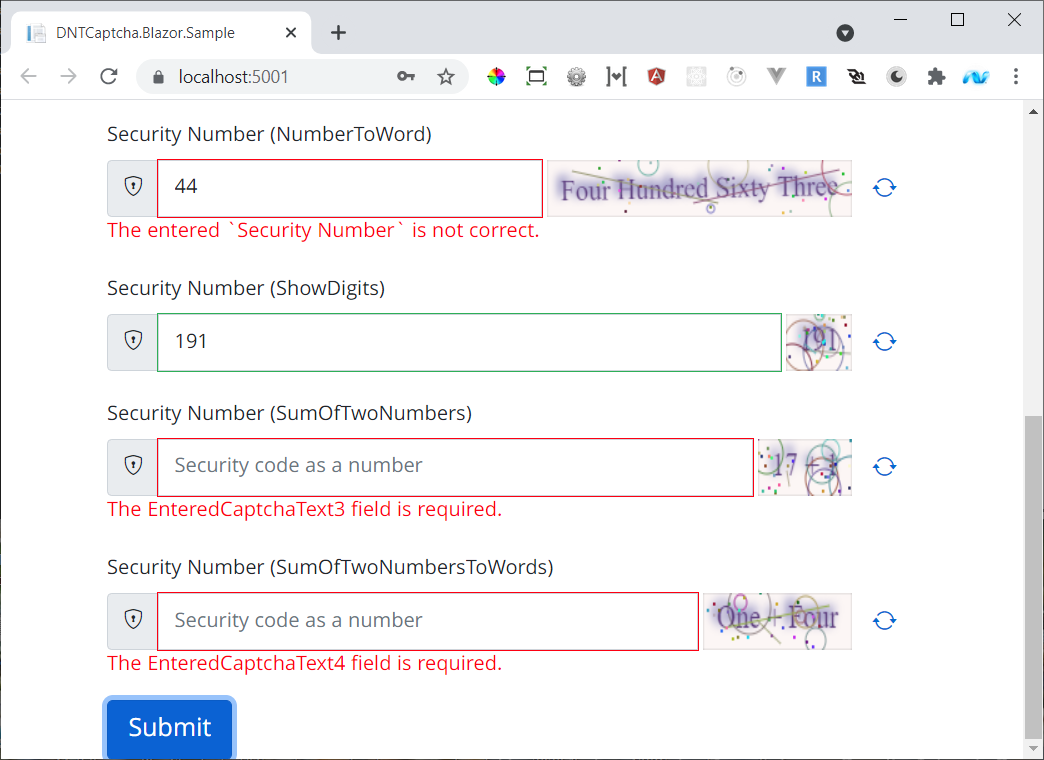 DNTCaptcha.Blazor.Sample
localhost:5001
R
Security Number (NumberToWord)
44
Four Hundred Sixty Three
The entered `Security Number` is not correct.
Security Number (ShowDigits)
191
191
Security Number (SumOfTwoNumbers)
Security code as a number
17 + 1
The EnteredCaptchaText3 field is required.
Security Number (SumOfTwoNumbersToWords)
Security code as a number
One + Four
The EnteredCaptchaText4 field is required.
Submit